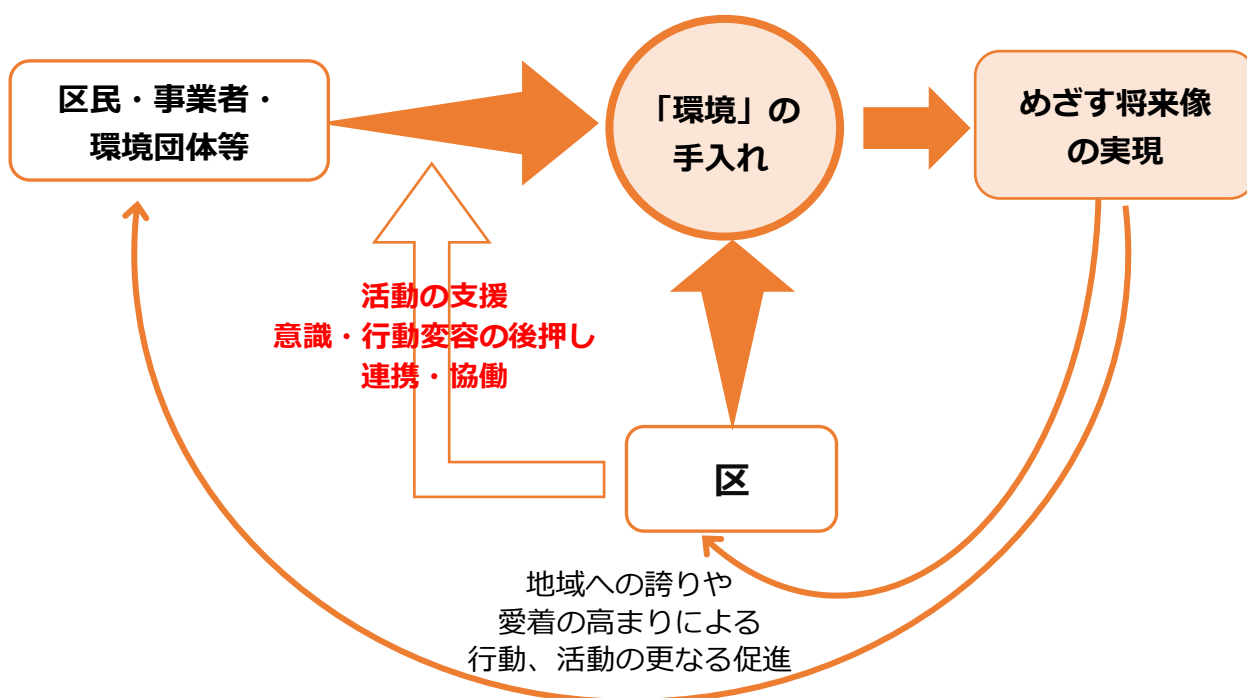 区民・事業者・
環境団体等
「環境」の
手入れ
めざす将来像
の実現
活動の支援
意識・行動変容の後押し
連携・協働
区
地域への誇りや
愛着の高まりによる
行動、活動の更なる促進